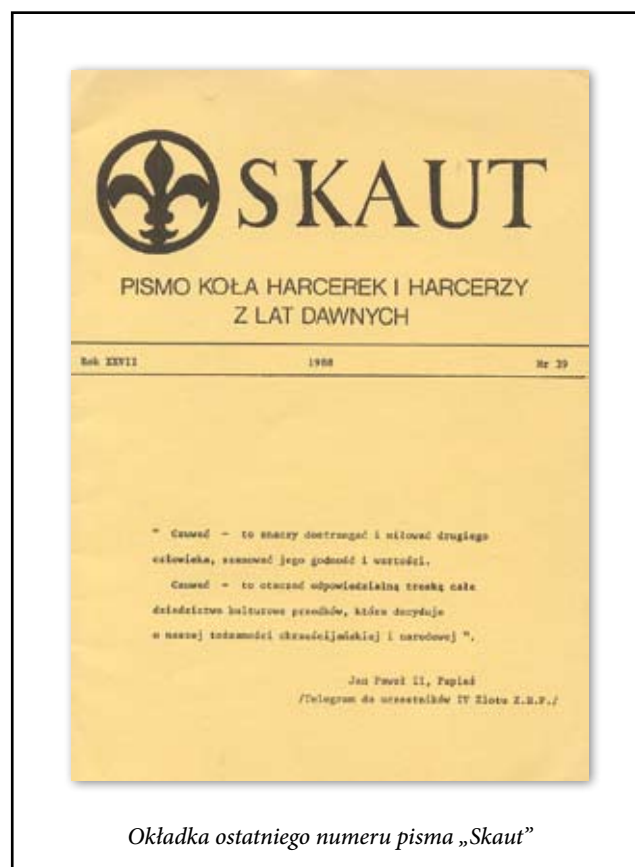 SKAUT
PISMO KOŁA HARCEREK I HARCERZY
Z LAT DAWNYCH
Rok XXVII 1988 Nr 39
" Czuwać - to znaczy dostrzegać i miłować drugiego
człowieka, szanować jego godność i wartości.
Czuwać - to otaczać odpowiedzialną troską całe
dziedzictwo kulturowe przodków, które decyduje
o naszej tożsamości chrześcijańskiej i narodowej ".
Jan Paweł II, Papież
/Telegram do uczestników IV Zlotu Z.H.P./
Okładka ostatniego numeru pisma „Skaut”